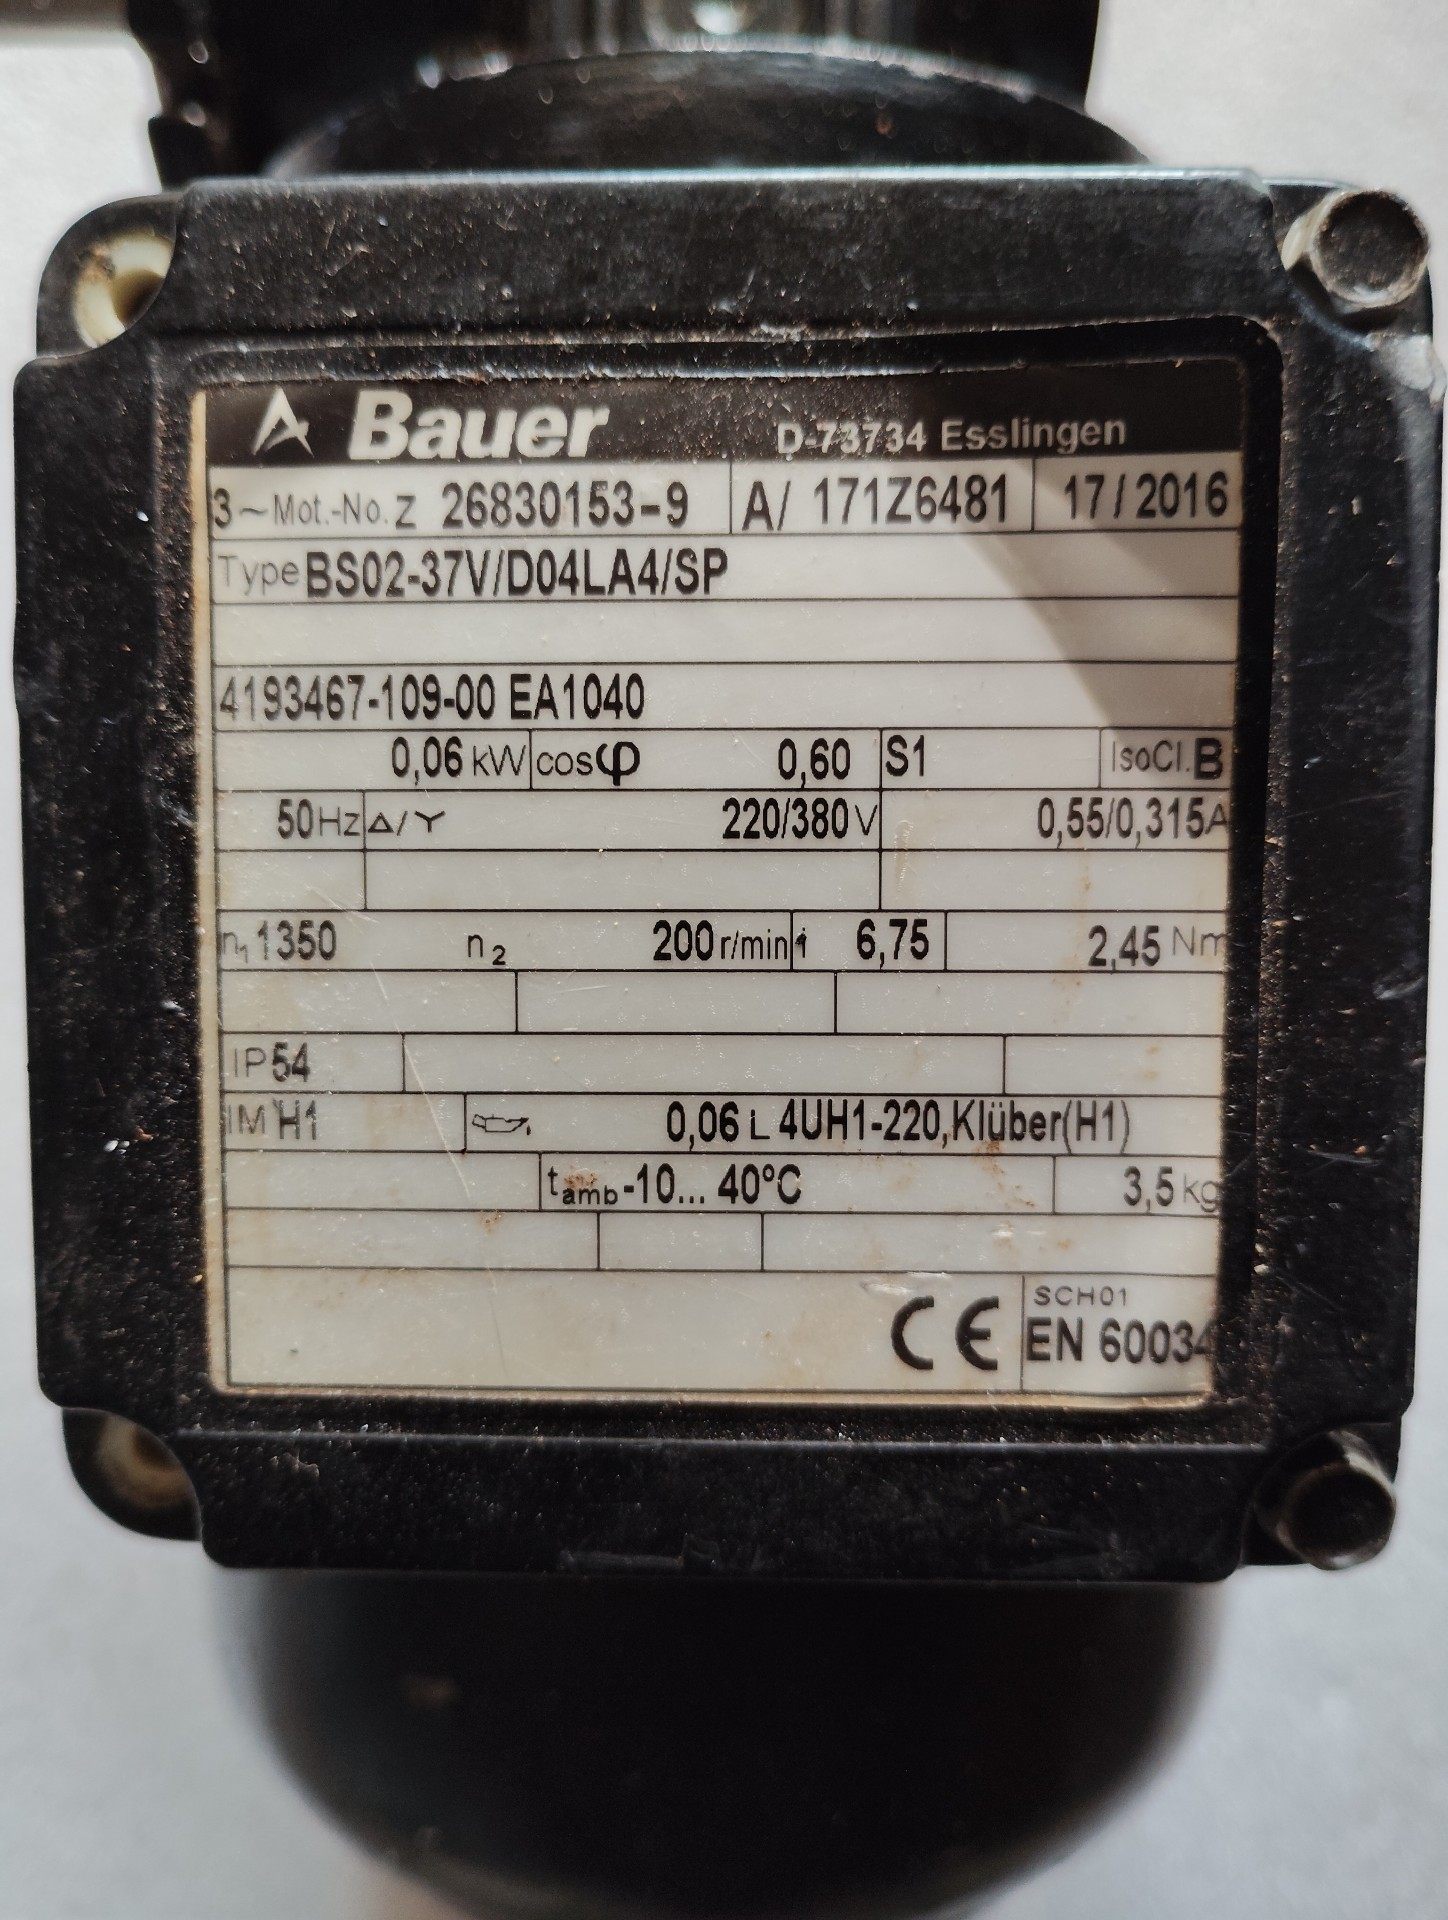 Bauer D-73734 Esslingen
3~Mot.-No. Z 26830153-9 A/ 171Z6481 17/2016
Type BS02-37V/D04LA4/SP
4193467-109-00 EA1040
0,06 kW cosφ 0,60 S1 IsoCl. B
50Hz Δ/Y 220/380V 0,55/0,315A
n1 1350 n2 200 r/min i 6,75 2,45 Nm
IP54
IM H1 0,06 L 4UH1-220,Klüber(H1)
tamb -10... 40°C 3,5 kg
CE SCH01
EN 60034